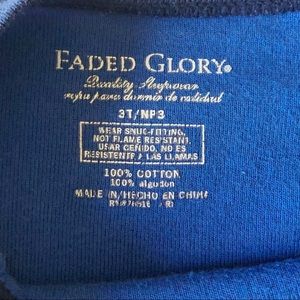 FADED GLORY®
Quality Sleepwear
ropa para dormir de calidad
3T/NP3
WEAR SNUG-FITTING,
NOT FLAME RESISTANT.
USAR CEÑIDO, NO ES
RESISTENTE A LAS LLAMAS
100% COTTON
100% algodon
MADE IN/HECHO EN CHINA